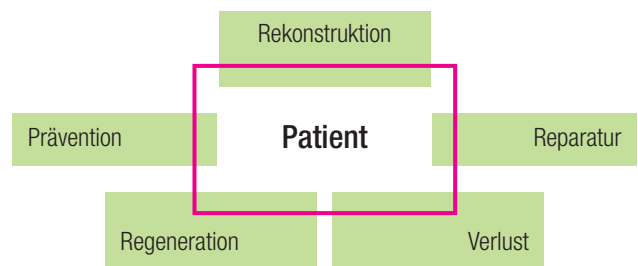 Rekonstruktion
Prävention
Patient
Reparatur
Regeneration
Verlust